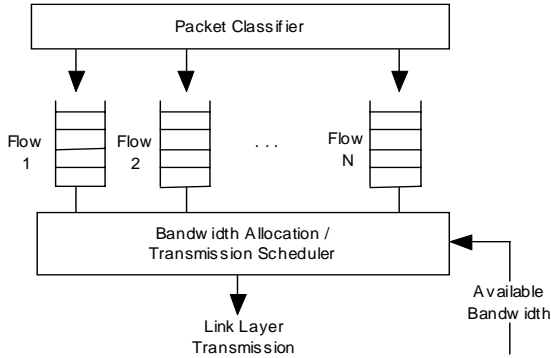 Packet Classifier
Flow
1
Flow
2
. . .
Flow
N
Bandwidth Allocation /
Transmission Scheduler
Available
Bandwidth
Link Layer
Transmission